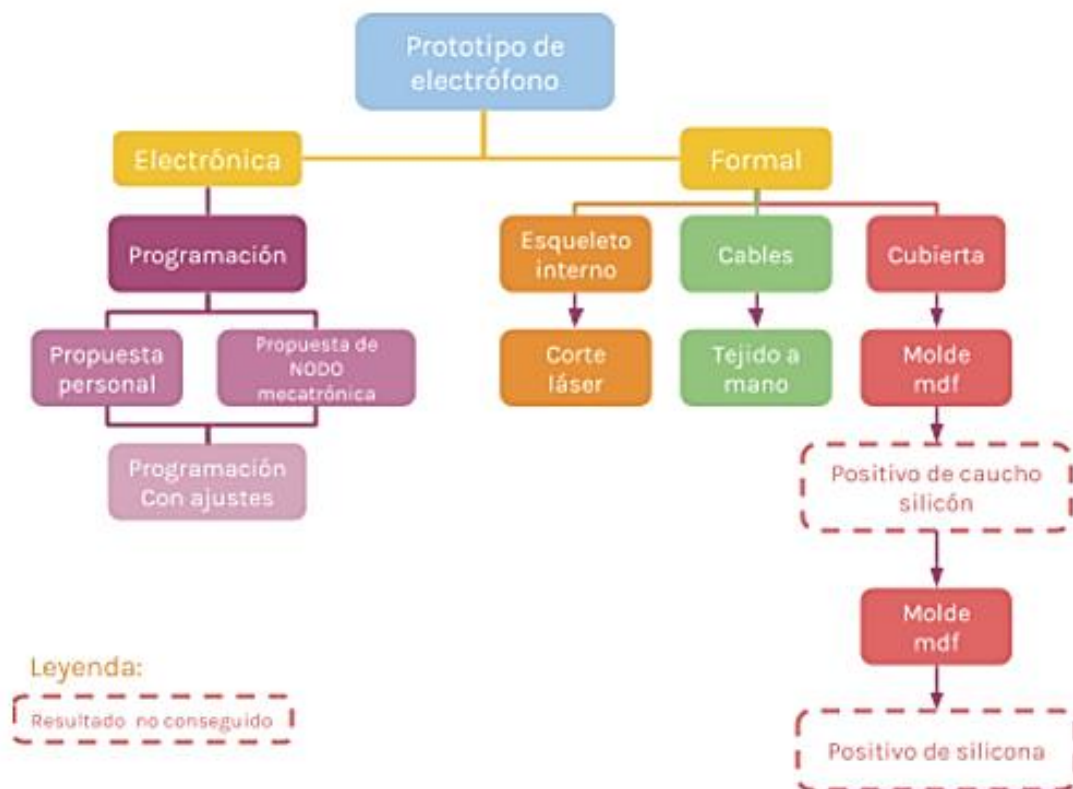 Prototipo de
electrófono
Electrónica
Formal
Programación
Esqueleto
interno
Cables
Cubierta
Propuesta
personal
Propuesta de
NODO
mecatrónica
Corte
láser
Tejido a
mano
Molde
mdf
Programación
Con ajustes
Positivo de caucho
silicón
Molde
mdf
Leyenda:
Resultado no conseguido
Positivo de silicona